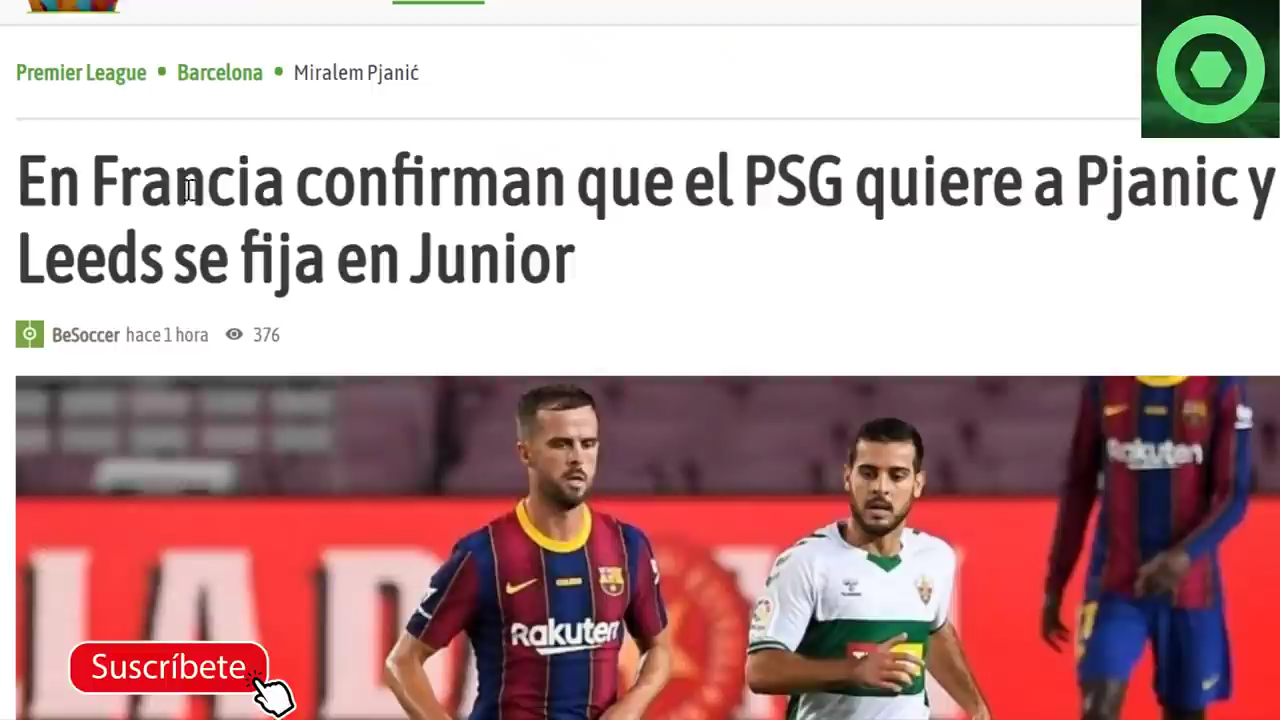 Premier League • Barcelona • Miralem Pjanić
En Francia confirman que el PSG quiere a Pjanic y
Leeds se fija en Junior
BeSoccer hace 1 hora 376
Rakuten
Rakuten
Suscríbete